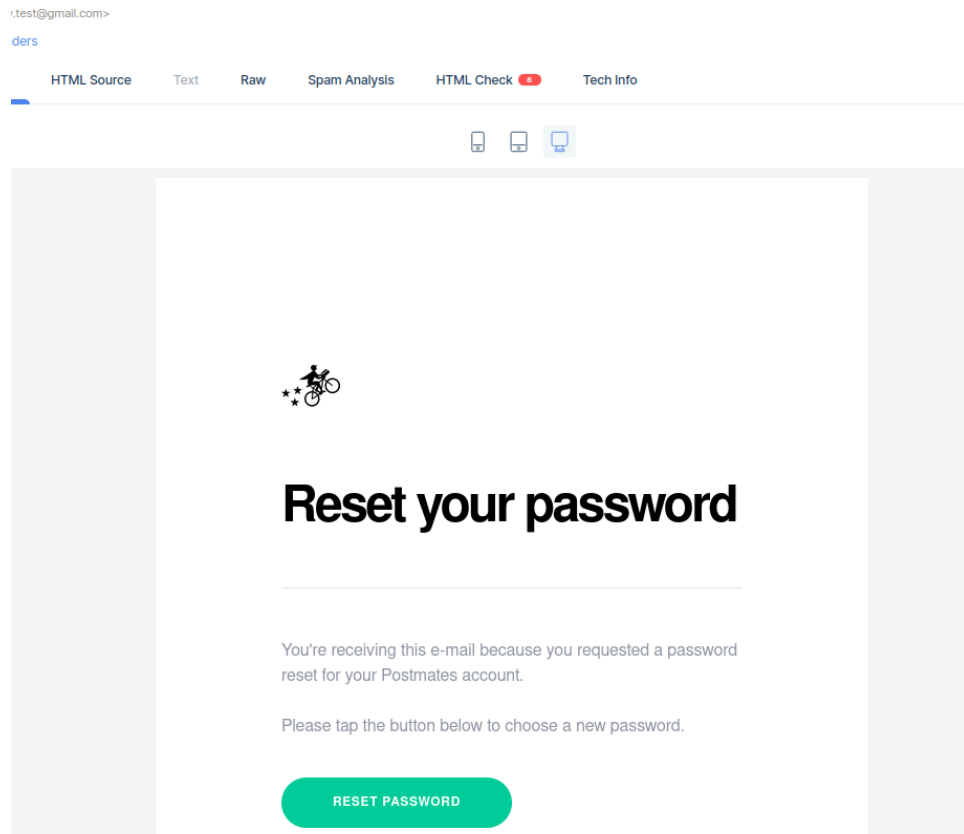 .test@gmail.com>
ders
HTML Source Text Raw Spam Analysis HTML Check 8 Tech Info
Reset your password
You're receiving this e-mail because you requested a password
reset for your Postmates account.
Please tap the button below to choose a new password.
RESET PASSWORD